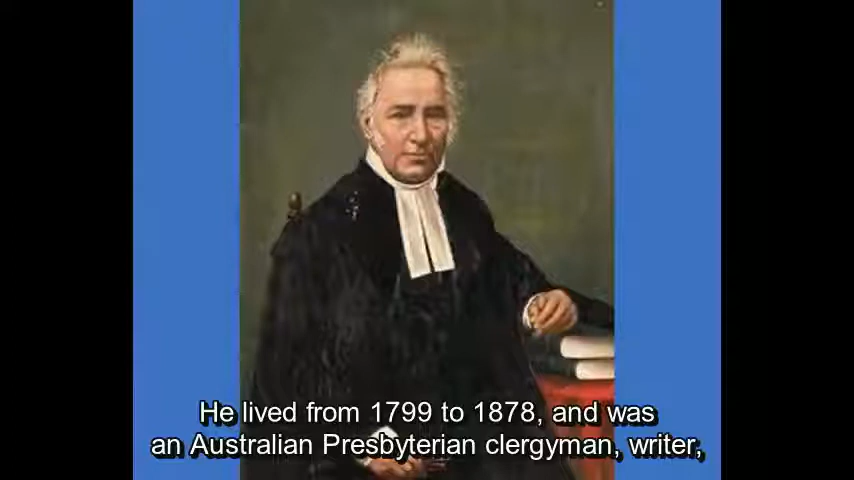 He lived from 1799 to 1878, and was
an Australian Presbyterian clergyman, writer,